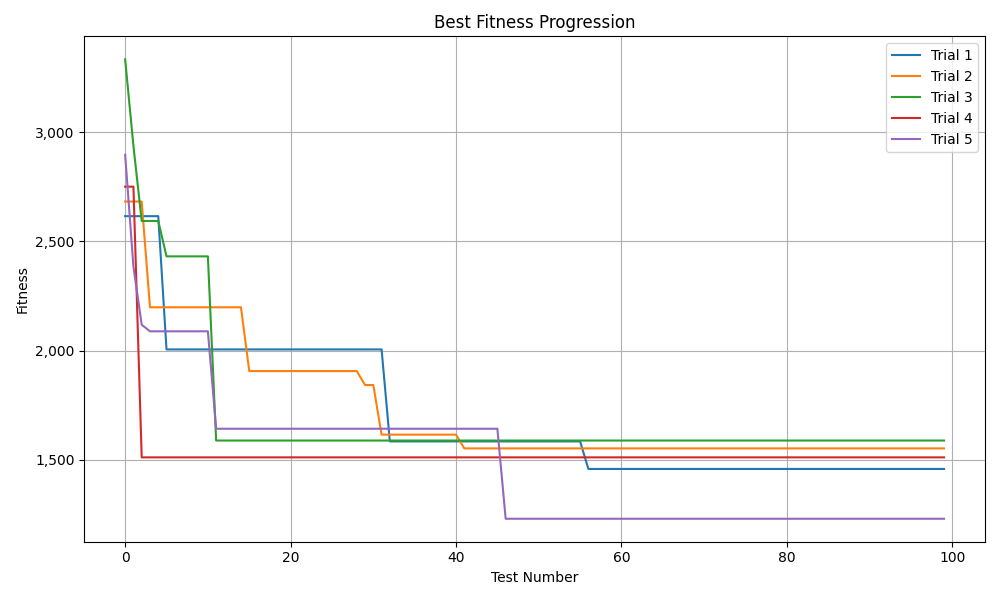 Best Fitness Progression
Trial 1
Trial 2
Trial 3
Trial 4
Trial 5
Fitness
3,000
2,500
2,000
1,500
0
20
40
60
80
100
Test Number